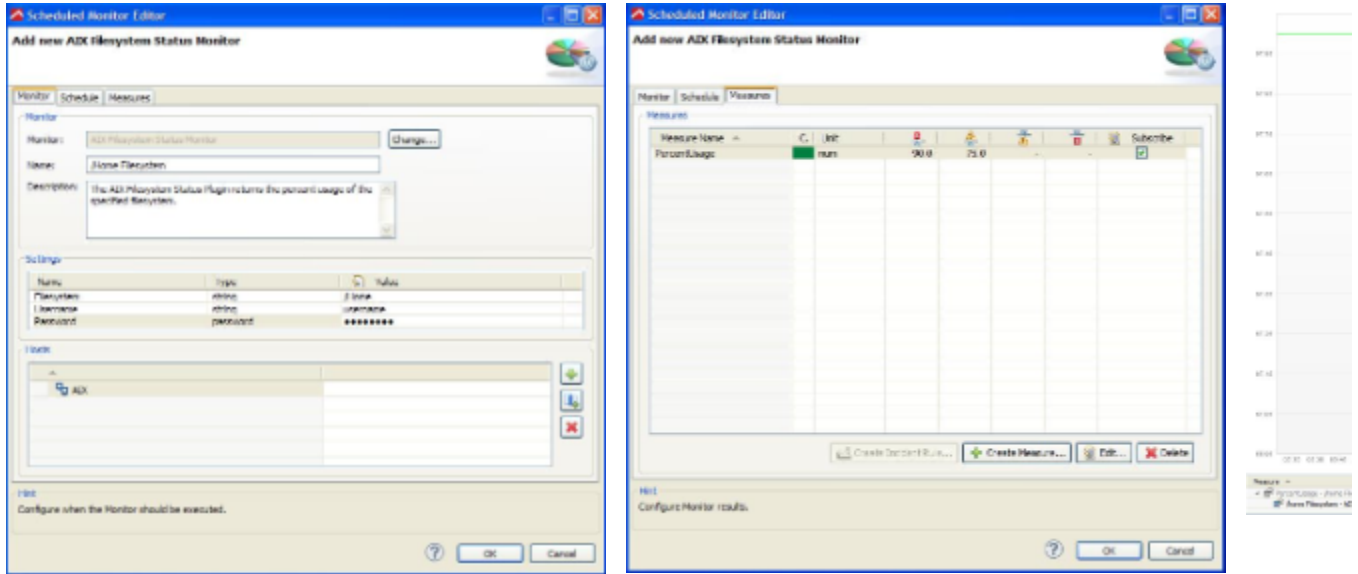 Scheduled Monitor Editor
Add new AIX Filesystem Status Monitor
Monitor Schedule Measures
Monitor
Monitor: AIX Filesystem Status Monitor Change...
Name: /Home Filesystem
Description: The AIX Filesystem Status Plugin returns the percent usage of the
specified filesystem.
Settings
Name Type Value
Filesystem string
Username string username
Password password ********
Hosts
AIX
Hint
Configure when the Monitor should be executed.
OK Cancel
Scheduled Monitor Editor
Add new AIX Filesystem Status Monitor
Monitor Schedule Measures
Measures
Measure Name C. Unit Subscribe
PercentUsage num 90.0 75.0 - -
Create Incident Rule... Create Measure... Edit... Delete
Hint
Configure Monitor results.
OK Cancel
Measure